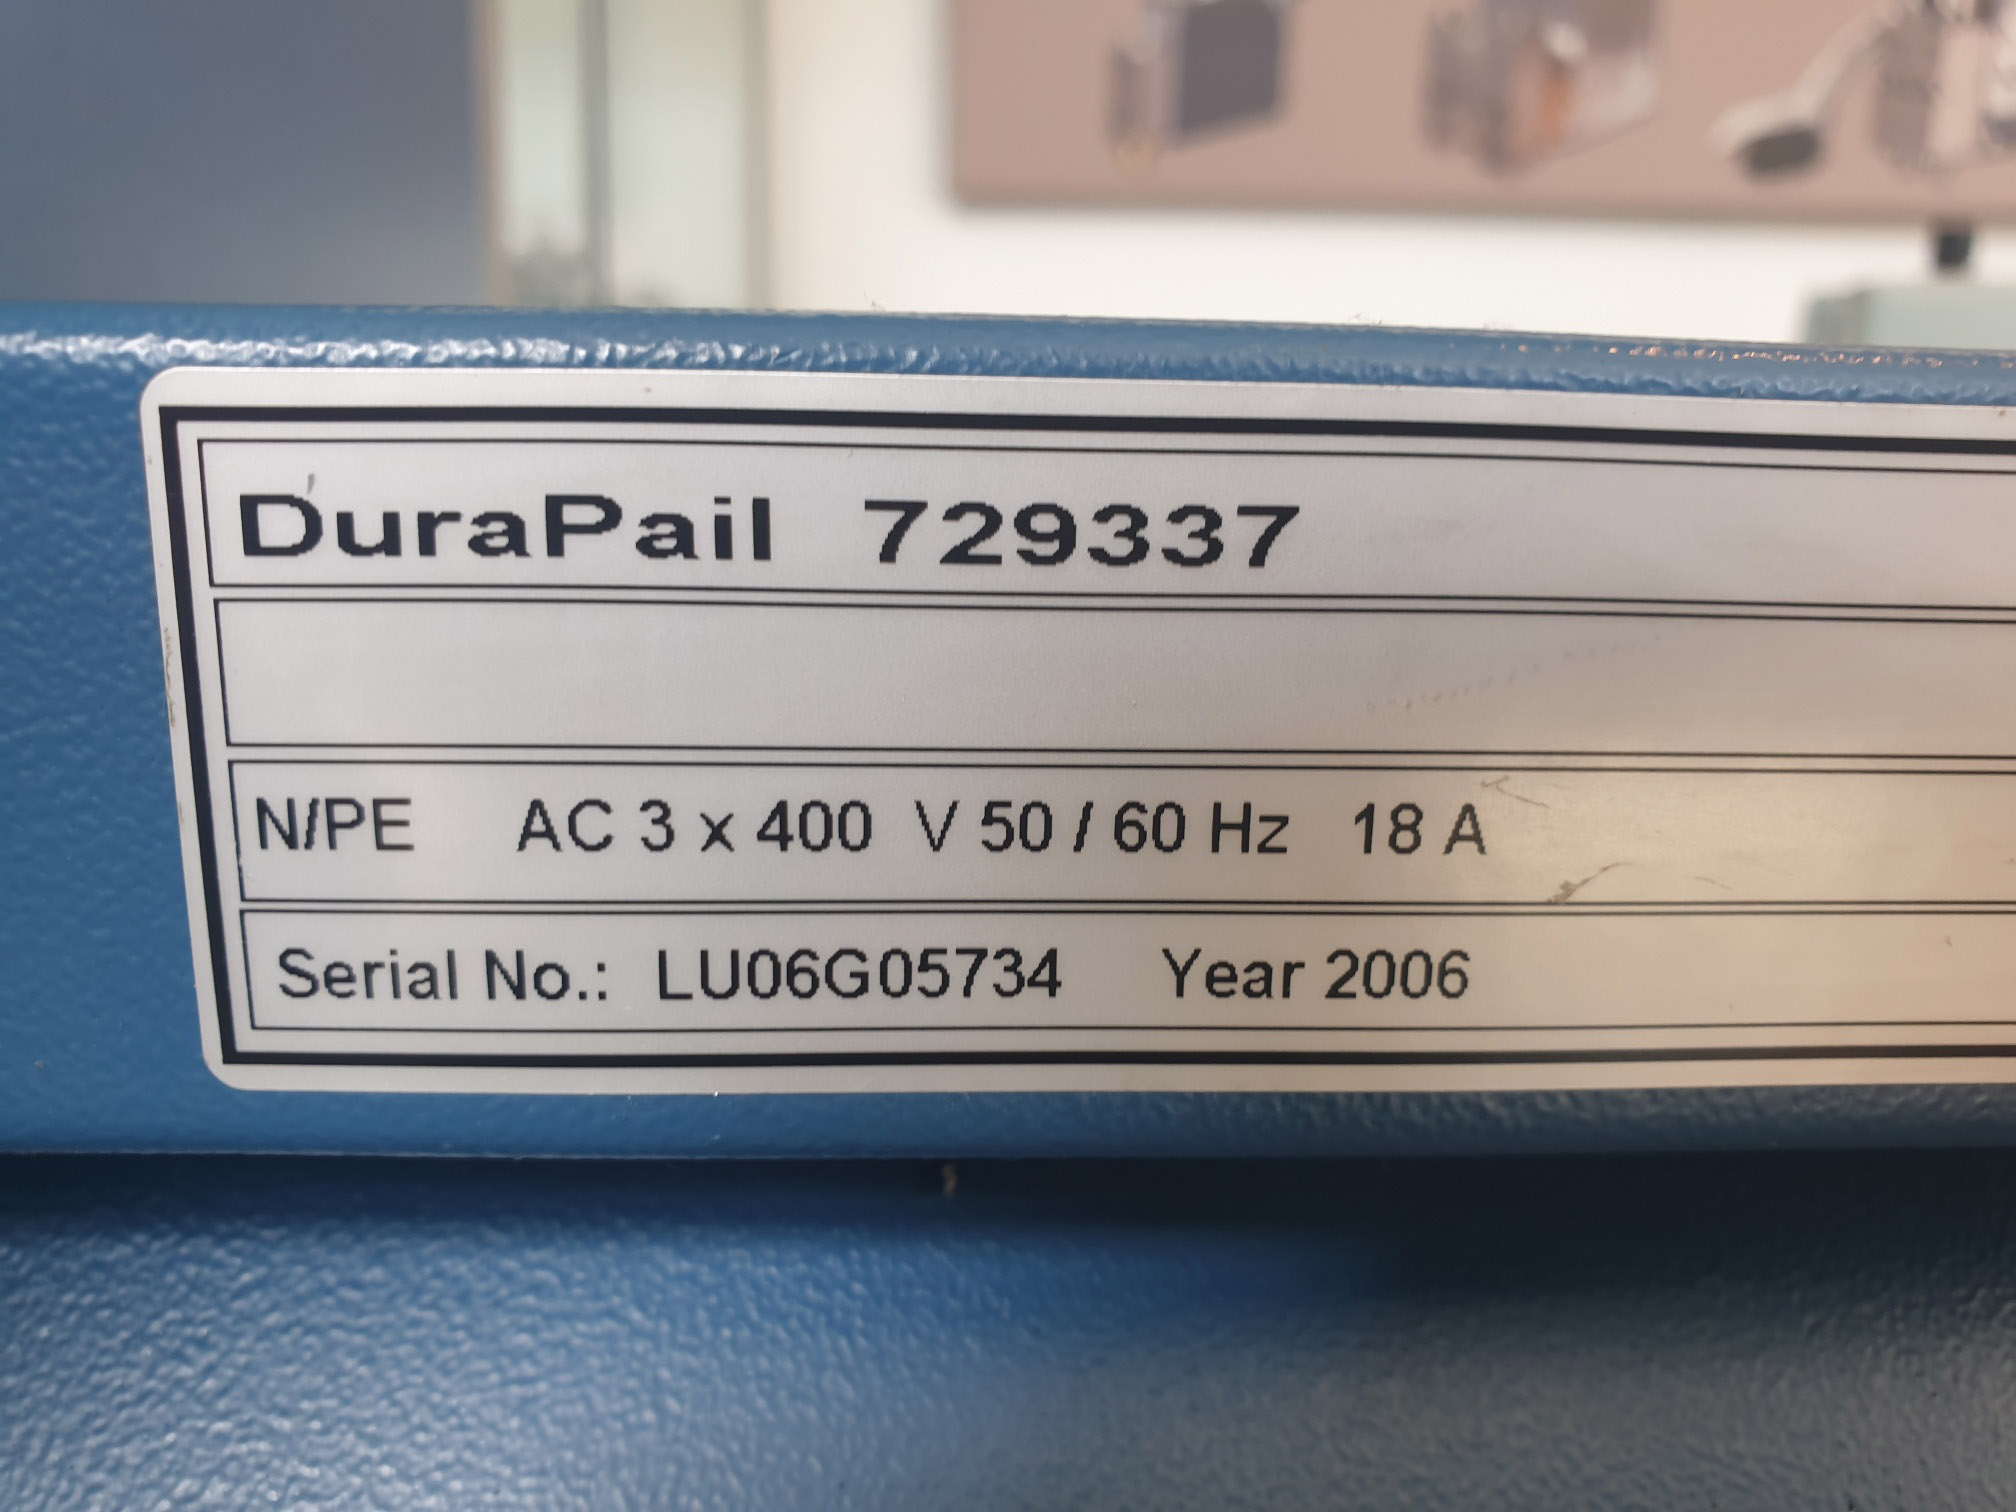 DuraPail 729337
N/PE AC 3 x 400 V 50 / 60 Hz 18 A
Serial No.: LU06G05734 Year 2006